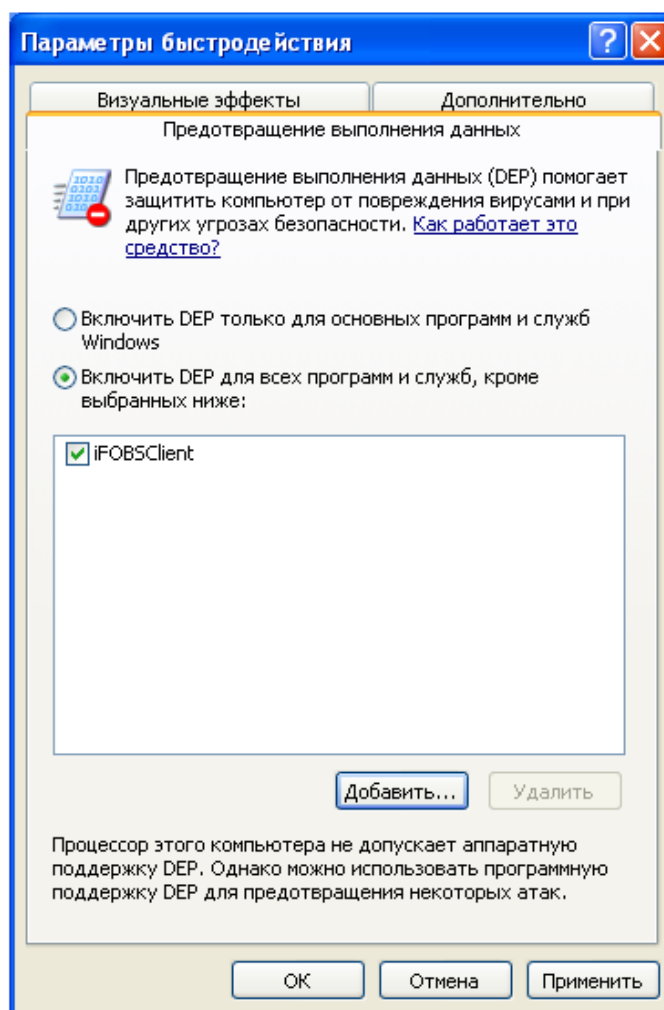 Параметры быстродействия
Визуальные эффекты
Дополнительно
Предотвращение выполнения данных
Предотвращение выполнения данных (DEP) помогает
защитить компьютер от повреждения вирусами и при
других угрозах безопасности. Как работает это
средство?
Включить DEP только для основных программ и служб
Windows
Включить DEP для всех программ и служб, кроме
выбранных ниже:
iFOBSClient
Добавить...
Удалить
Процессор этого компьютера не допускает аппаратную
поддержку DEP. Однако можно использовать программную
поддержку DEP для предотвращения некоторых атак.
ОК
Отмена
Применить